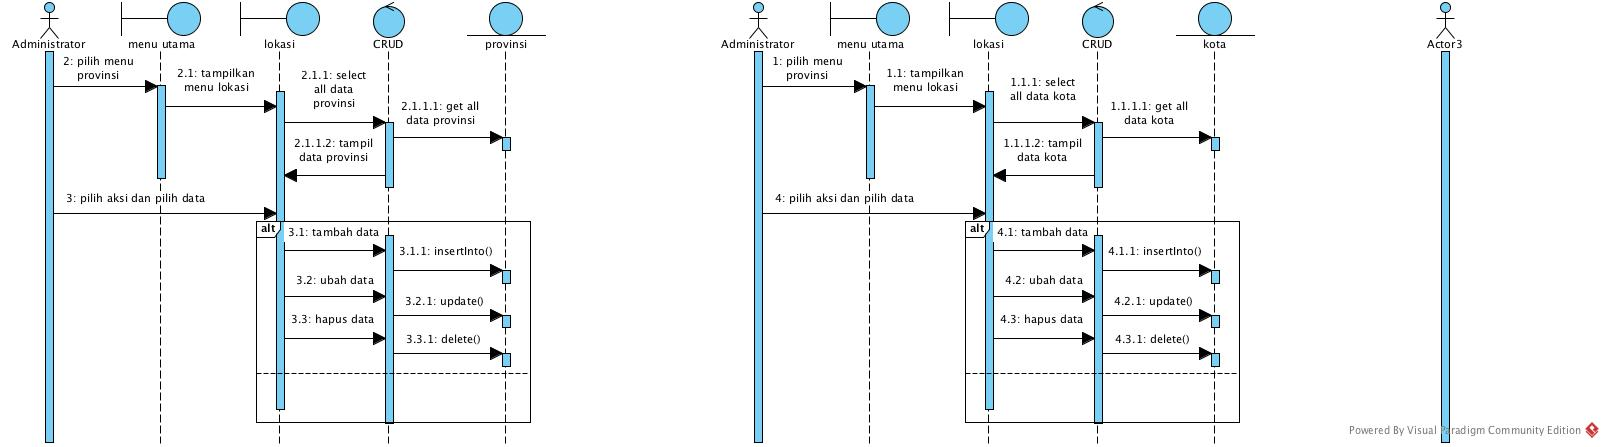 Administrator
menu utama
lokasi
CRUD
provinsi
2: pilih menu
provinsi
2.1: tampilkan
menu lokasi
2.1.1: select
all data
provinsi
2.1.1.1: get all
data provinsi
2.1.1.2: tampil
data provinsi
3: pilih aksi dan pilih data
alt
3.1: tambah data
3.1.1: insertInto()
3.2: ubah data
3.2.1: update()
3.3: hapus data
3.3.1: delete()
Administrator
menu utama
lokasi
CRUD
kota
1: pilih menu
provinsi
1.1: tampilkan
menu lokasi
1.1.1: select
all data kota
1.1.1.1: get all
data kota
1.1.1.2: tampil
data kota
4: pilih aksi dan pilih data
alt
4.1: tambah data
4.1.1: insertInto()
4.2: ubah data
4.2.1: update()
4.3: hapus data
4.3.1: delete()
Actor3
Powered By Visual Paradigm Community Edition